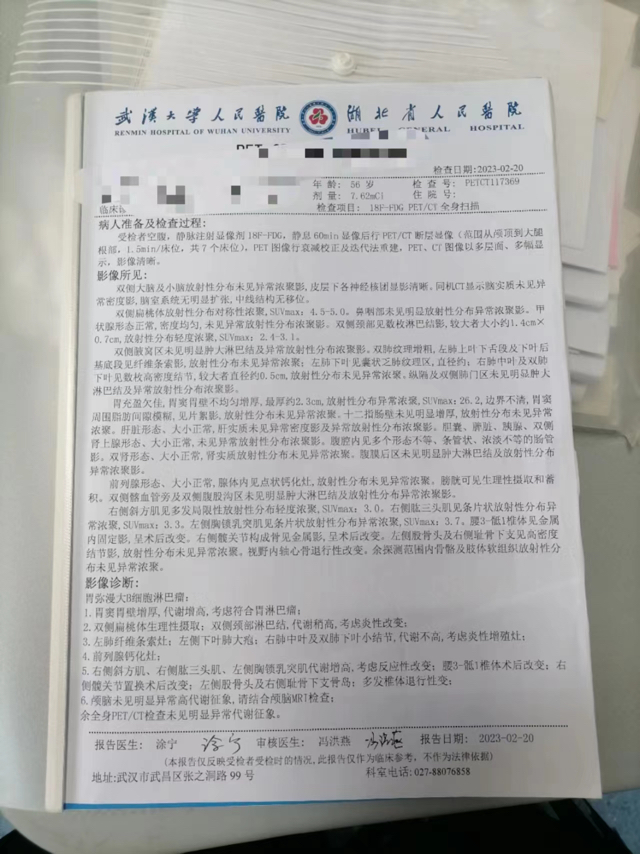 武汉大学人民医院 湖北省人民医院
RENMIN HOSPITAL OF WUHAN UNIVERSITY HUBEI GENERAL HOSPITAL
检查日期:2023-02-20
年龄: 56 岁 检查号: PETCT117369
剂量: 7.62mCi 住院号:
临床 检查项目: 18F-FDG PET/CT 全身扫描
病人准备及检查过程:
受检者空腹，静脉注射显像剂18F-FDG，静息60min显像后行PET/CT断层显像（范围从颅顶到大腿
根部，1.5min/床位，共7个床位），PET图像行衰减校正及迭代法重建，PET、CT图像以多层面、多幅显
示，影像清晰。
影像所见:
双侧大脑及小脑放射性分布未见异常浓聚影，皮层下各神经核团显影清晰。同机CT显示脑实质未见异
常密度影，脑室系统无明显扩张，中线结构无移位。
双侧扁桃体放射性分布对称性浓聚，SUVmax: 4.5-5.0。鼻咽部未见明显放射性分布异常浓聚影。甲
状腺形态正常，密度均匀，未见异常放射性分布浓聚影。双侧颈部见数枚淋巴结影，较大者大小约1.4cm×
0.7cm,放射性分布轻度浓聚，SUVmax: 2.4-3.1。
双侧腋窝区未见明显肿大淋巴结及异常放射性分布浓聚影。双肺纹理增粗，左肺上叶下舌段及左下叶后
基底段见纤维条索影，放射性分布未见异常浓聚；左肺下叶见囊状乏肺纹理区，直径约；右肺中叶及双肺
下叶见数枚高密度结节，较大者直径约0.5cm,放射性分布未见异常浓聚。纵隔及双侧肺门区未见明显肿大
淋巴结及异常放射性分布浓聚影。
胃充盈欠佳，胃窦胃壁不均匀增厚，最厚约2.3cm,放射性分布异常浓聚，SUVmax: 26.2,边界不清，胃窦
周围脂肪间隙模糊，见片絮影，放射性分布未见异常浓聚。十二指肠壁未见明显增厚，放射性分布未见异常
浓聚。肝脏形态、大小正常，肝实质未见异常密度影及异常放射性分布浓聚影。胆囊、脾脏、胰腺、双侧
肾上腺形态、大小正常，未见异常放射性分布浓聚影。腹腔内见多个形态不等、条管状、浓淡不等的肠管
影。双肾形态、大小正常，肾实质放射性分布未见异常浓聚。腹膜后区未见明显肿大淋巴结及放射性分布异
常浓聚影。
前列腺形态、大小正常，腺体内见点状钙化灶，放射性分布未见异常浓聚。膀胱可见生理性摄取和蓄
积。双侧髂血管旁及双侧腹股沟区未见明显肿大淋巴结及放射性分布异常浓聚影。
右侧斜方肌见多发局限性放射性分布轻度浓聚，SUVmax: 3.0。右侧肱三头肌见条片状放射性分布异
常浓聚，SUVmax: 3.3。左侧胸锁乳突肌见条片状放射性分布异常浓聚，SUVmax: 3.7。腰3-骶1椎体见金属
内固定影，呈术后改变。右侧髋关节构成骨见金属影，呈术后改变。左侧股骨头及右侧耻骨下支见高密度
结节影，放射性分布未见异常浓聚。视野内轴心骨退行性改变。余探测范围内骨骼及肢体软组织放射性分
布未见异常浓聚。
影像诊断:
胃弥漫大B细胞淋巴瘤:
1.胃窦胃壁增厚，代谢增高，考虑符合胃淋巴瘤;
2.双侧扁桃体生理性摄取；双侧颈部淋巴结，代谢稍高，考虑炎性改变;
3.左肺纤维条索灶；左侧下叶肺大疱；右肺中叶及双肺下叶小结节，代谢不高，考虑炎性增殖灶;
4.前列腺钙化灶;
5.右侧斜方肌、右侧肱三头肌、左侧胸锁乳突肌代谢增高，考虑反应性改变；腰3-骶1椎体术后改变；右
侧髋关节置换术后改变；左侧股骨头及右侧耻骨下支骨岛；多发椎体退行性变;
6.颅脑未见明显异常高代谢征象，请结合颅脑MRI检查;
余全身PET/CT检查未见明显异常代谢征象。
报告医生: 涂宁 涂宁 审核医生: 冯洪燕 冯洪燕 报告日期: 2023-02-20
(本报告仅反映受检者受检时的情况，此报告仅作为临床参考，不作为法律依据)
地址:武汉市武昌区张之洞路 99 号 科室电话: 027-88076858